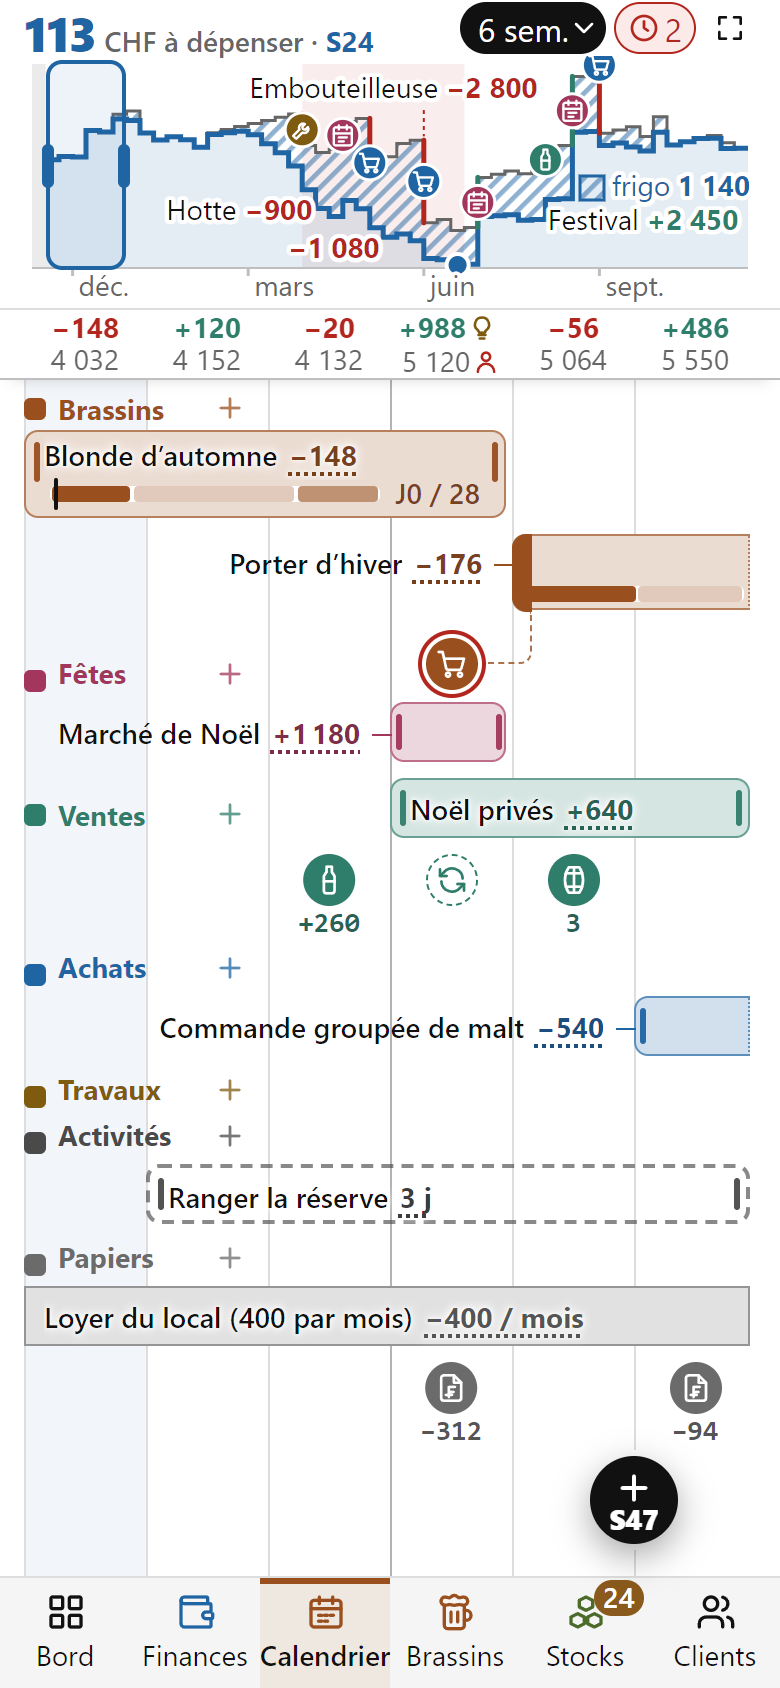 113 CHF à dépenser · S24
6 sem.
2
Embouteilleuse −2 800
Hotte −900
−1 080
frigo 1 140
Festival +2 450
déc. mars juin sept.
−148 +120 −20 +988 −56 +486
4 032 4 152 4 132 5 120 5 064 5 550
Brassins +
Blonde d’automne −148
J0 / 28
Porter d’hiver −176
Fêtes +
Marché de Noël +1 180
Ventes +
Noël privés +640
+260 3
Achats +
Commande groupée de malt −540
Travaux +
Activités +
Ranger la réserve 3 j
Papiers +
Loyer du local (400 par mois) −400 / mois
−312 −94
+
S47
24
Bord Finances Calendrier Brassins Stocks Clients